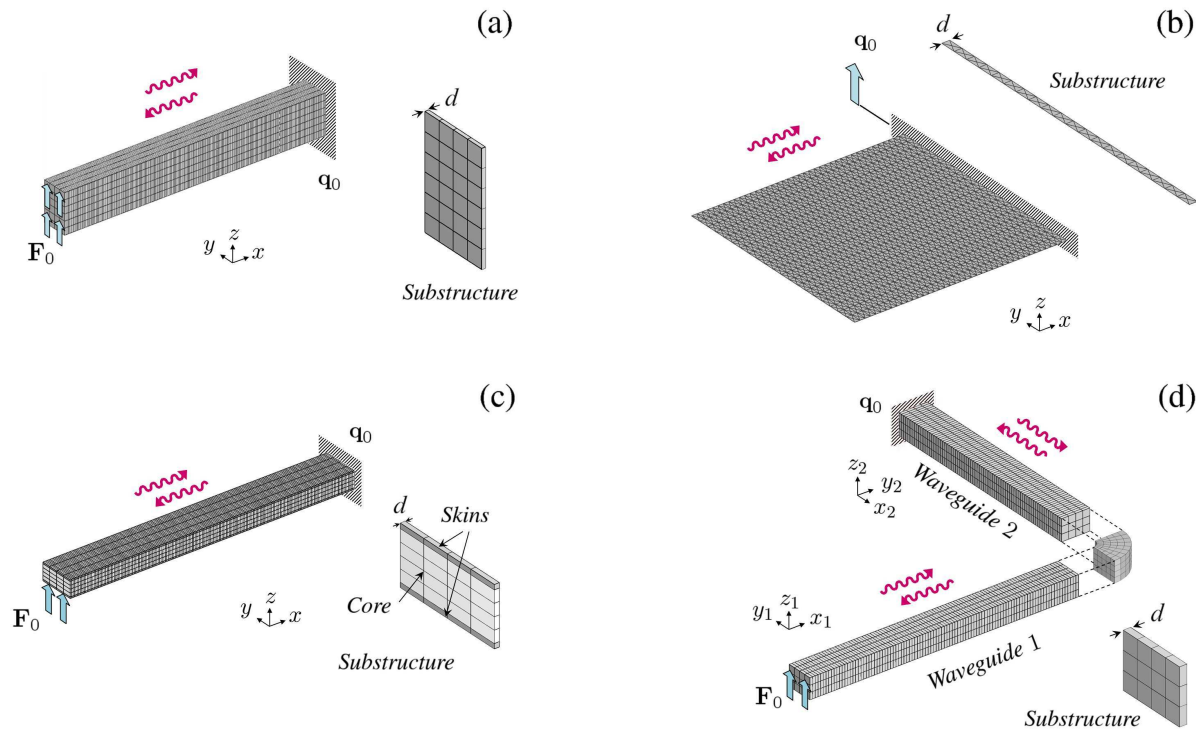 (a)
d
q₀
F₀
y z x
Substructure
(b)
q₀
d
Substructure
y z x
(c)
q₀
d
Skins
Core
F₀
y z x
Substructure
(d)
q₀
z₂
y₂
x₂
Waveguide 2
z₁
y₁ x₁
Waveguide 1
d
F₀
Substructure